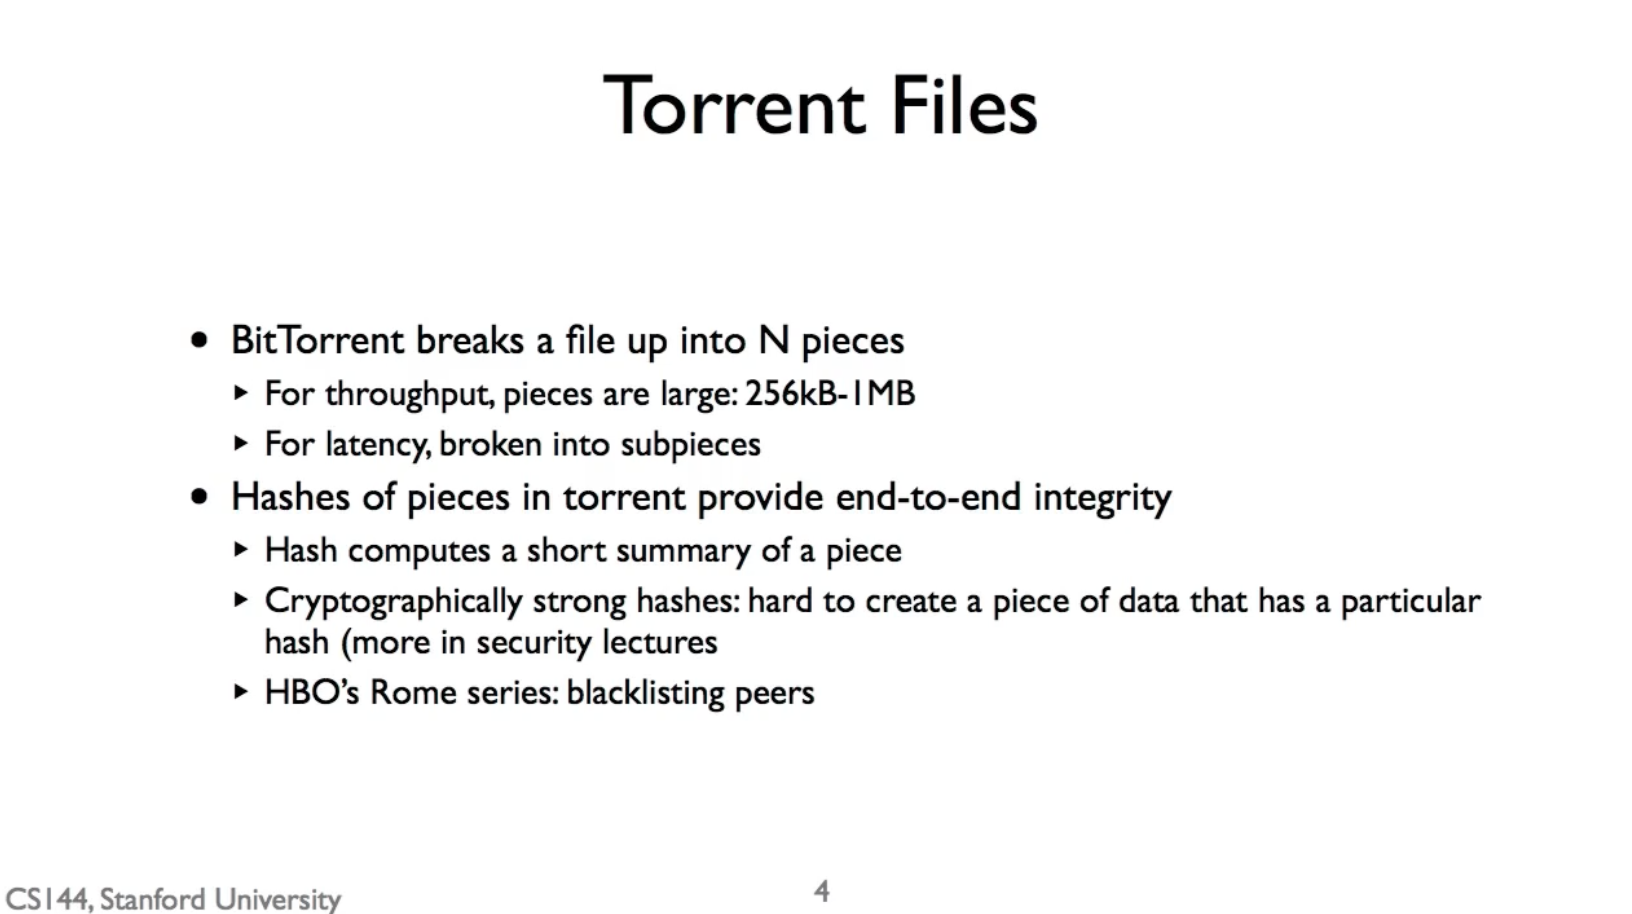 Torrent Files
• BitTorrent breaks a file up into N pieces
▸ For throughput, pieces are large: 256kB-1MB
▸ For latency, broken into subpieces
• Hashes of pieces in torrent provide end-to-end integrity
▸ Hash computes a short summary of a piece
▸ Cryptographically strong hashes: hard to create a piece of data that has a particular
hash (more in security lectures
▸ HBO’s Rome series: blacklisting peers
CS144, Stanford University
4